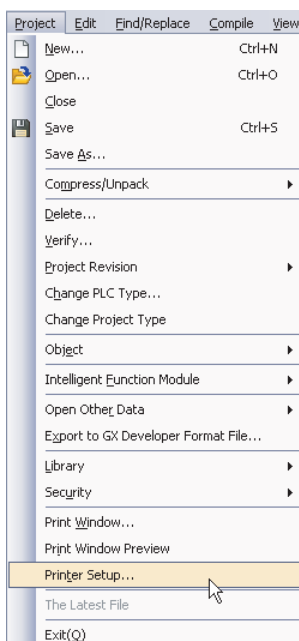 Project Edit Find/Replace Compile View
New... Ctrl+N
Open... Ctrl+O
Close
Save Ctrl+S
Save As...
Compress/Unpack
Delete...
Verify...
Project Revision
Change PLC Type...
Change Project Type
Object
Intelligent Function Module
Open Other Data
Export to GX Developer Format File...
Library
Security
Print Window...
Print Window Preview
Printer Setup...
The Latest File
Exit(Q)